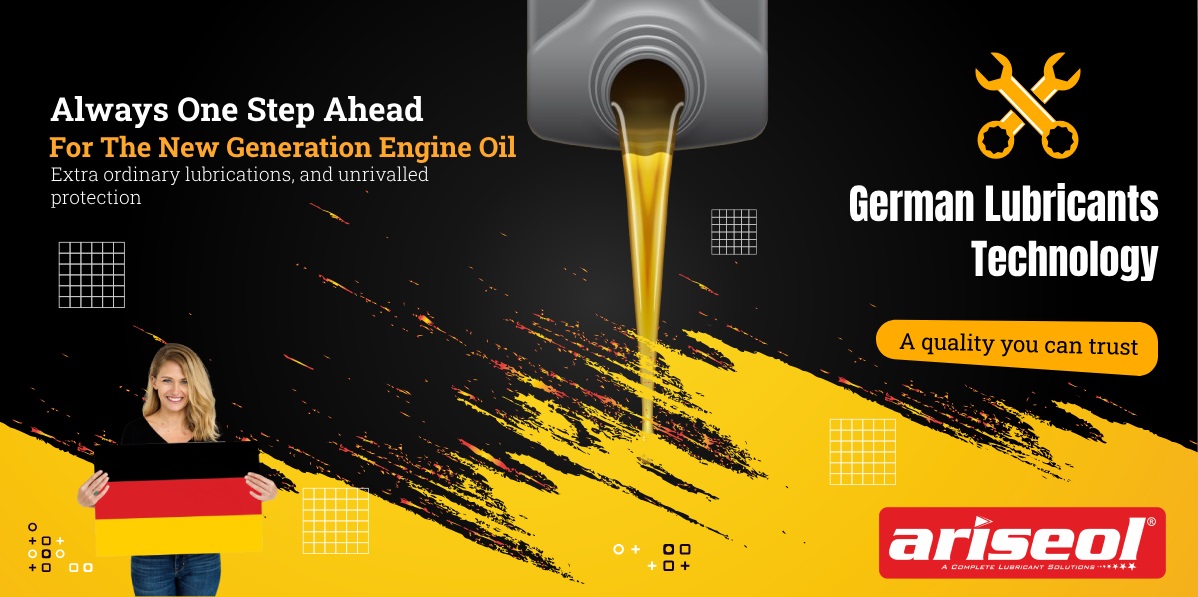 Always One Step Ahead
For The New Generation Engine Oil
Extra ordinary lubrications, and unrivalled
protection
German Lubricants
Technology
A quality you can trust
ariseol®
A Complete Lubricant Solutions